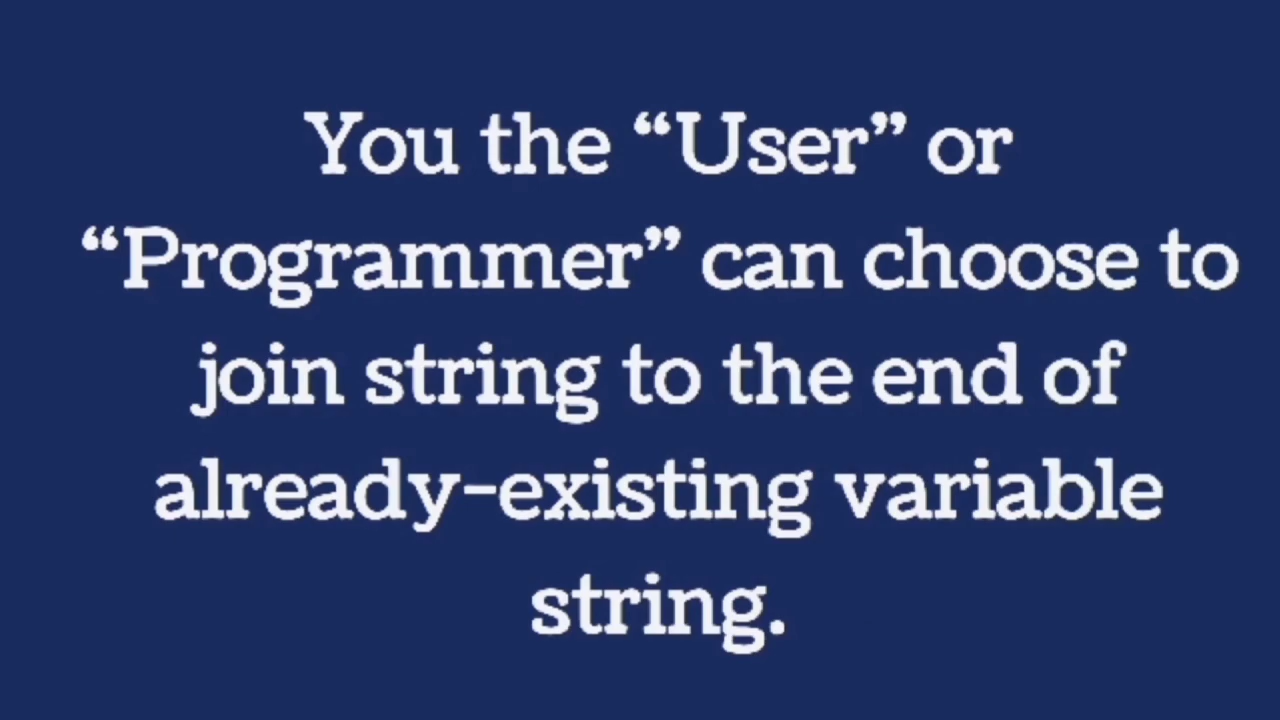 You the “User” or
“Programmer” can choose to
join string to the end of
already-existing variable
string.